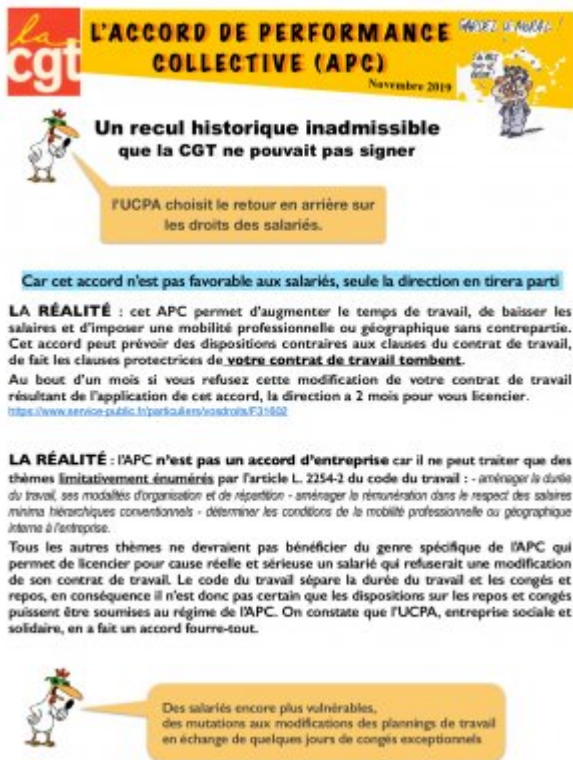 la
cgt
L'ACCORD DE PERFORMANCE
COLLECTIVE (APC)
GARDEZ LE MORAL !
Novembre 2019
Un recul historique inadmissible
que la CGT ne pouvait pas signer
l'UCPA choisit le retour en arrière sur
les droits des salariés.
Car cet accord n'est pas favorable aux salariés, seule la direction en tirera parti
LA RÉALITÉ : cet APC permet d'augmenter le temps de travail, de baisser les
salaires et d'imposer une mobilité professionnelle ou géographique sans contrepartie.
Cet accord peut prévoir des dispositions contraires aux clauses du contrat de travail,
de fait les clauses protectrices de votre contrat de travail tombent.
Au bout d'un mois si vous refusez cette modification de votre contrat de travail
résultant de l'application de cet accord, la direction a 2 mois pour vous licencier.
https://www.service-public.fr/particuliers/vosdroits/F31602
LA RÉALITÉ : l'APC n'est pas un accord d'entreprise car il ne peut traiter que des
thèmes limitativement énumérés par l'article L. 2254-2 du code du travail : - aménager la durée
du travail, ses modalités d'organisation et de répartition - aménager la rémunération dans le respect des salaires
minima hiérarchiques conventionnels - déterminer les conditions de la mobilité professionnelle ou géographique
interne à l'entreprise.
Tous les autres thèmes ne devraient pas bénéficier du genre spécifique de l'APC qui
permet de licencier pour cause réelle et sérieuse un salarié qui refuserait une modification
de son contrat de travail. Le code du travail sépare la durée du travail et les congés et
repos, en conséquence il n'est donc pas certain que les dispositions sur les repos et congés
puissent être soumises au régime de l'APC. On constate que l'UCPA, entreprise sociale et
solidaire, en a fait un accord fourre-tout.
Des salariés encore plus vulnérables,
des mutations aux modifications des plannings de travail
en échange de quelques jours de congés exceptionnels